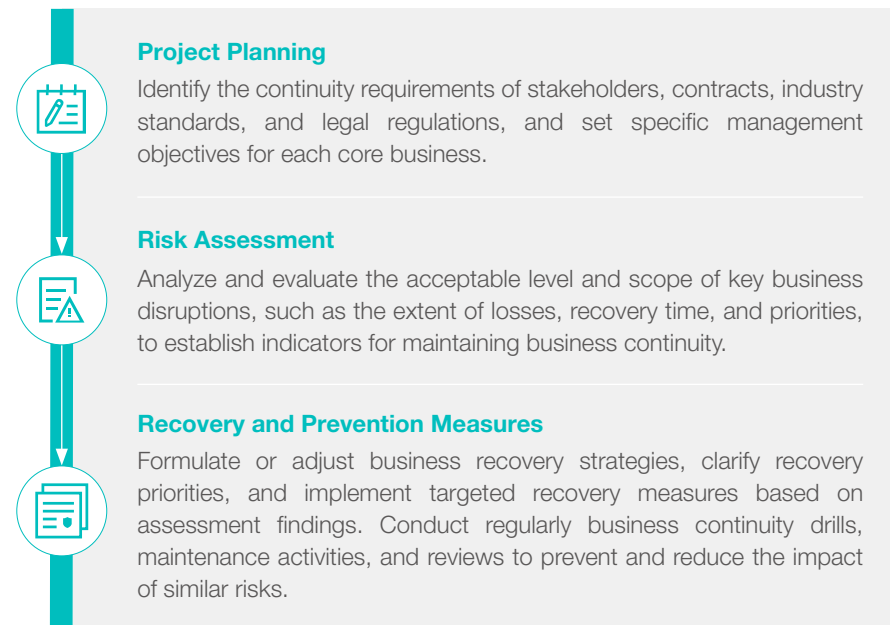 Project Planning
Identify the continuity requirements of stakeholders, contracts, industry
standards, and legal regulations, and set specific management
objectives for each core business.
Risk Assessment
Analyze and evaluate the acceptable level and scope of key business
disruptions, such as the extent of losses, recovery time, and priorities,
to establish indicators for maintaining business continuity.
Recovery and Prevention Measures
Formulate or adjust business recovery strategies, clarify recovery
priorities, and implement targeted recovery measures based on
assessment findings. Conduct regularly business continuity drills,
maintenance activities, and reviews to prevent and reduce the impact
of similar risks.